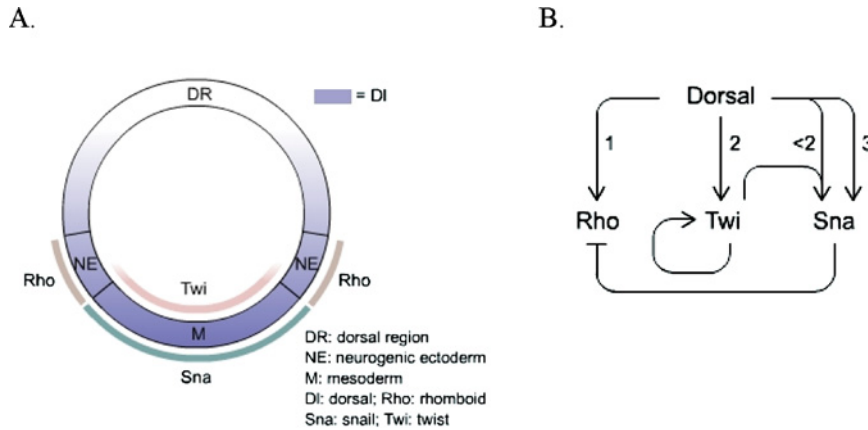 A.
DR
= Dl
NE
NE
Rho
Twi
Rho
M
Sna
DR: dorsal region
NE: neurogenic ectoderm
M: mesoderm
Dl: dorsal; Rho: rhomboid
Sna: snail; Twi: twist
B.
Dorsal
1
2
<2
3
Rho
Twi
Sna